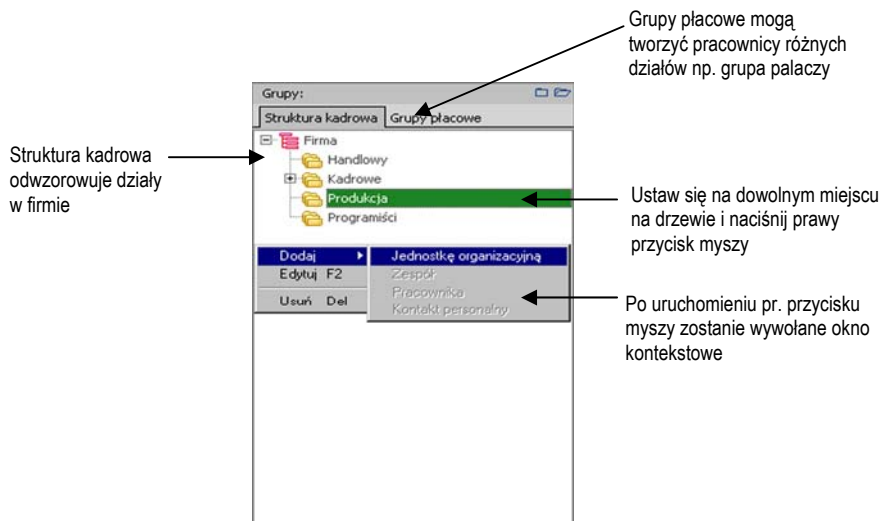 Grupy płacowe mogą
tworzyć pracownicy różnych
działów np. grupa palaczy
Grupy:
Struktura kadrowa Grupy płacowe
Firma
Handlowy
Kadrowe
Produkcja
Programiści
Struktura kadrowa
odwzorowuje działy
w firmie
Ustaw się na dowolnym miejscu
na drzewie i naciśnij prawy
przycisk myszy
Dodaj Jednostkę organizacyjną
Edytuj F2 Zespół
Pracownika
Usuń Del Kontakt personalny
Po uruchomieniu pr. przycisku
myszy zostanie wywołane okno
kontekstowe